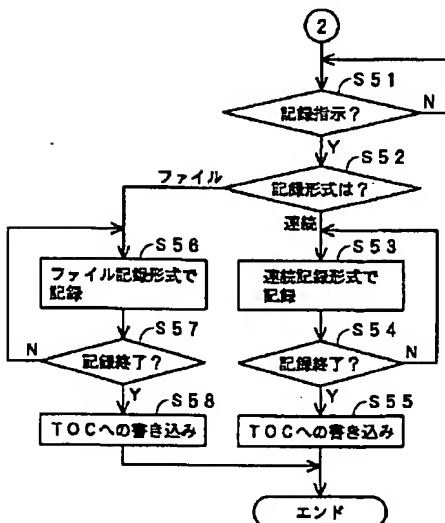 2
S51
記録指示?
N
Y
S52
ファイル
記録形式は?
連続
S56
S53
ファイル記録形式で
記録
連続記録形式で
記録
S57
S54
N
記録終了?
記録終了?
N
Y
S58
Y
S55
TOCへの書き込み
TOCへの書き込み
エンド